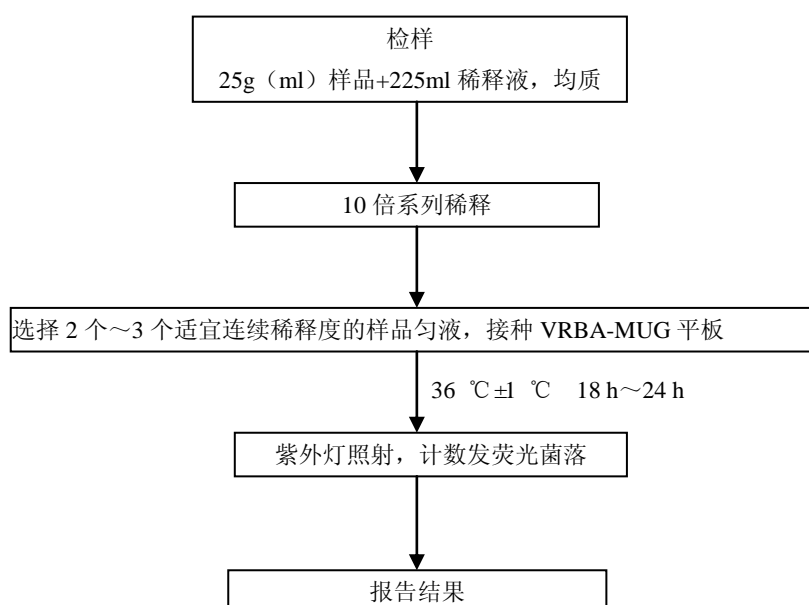 检样
25g（ml）样品+225ml 稀释液，均质
10 倍系列稀释
选择 2 个～3 个适宜连续稀释度的样品匀液，接种 VRBA-MUG 平板
36 ℃±1 ℃ 18 h～24 h
紫外灯照射，计数发荧光菌落
报告结果